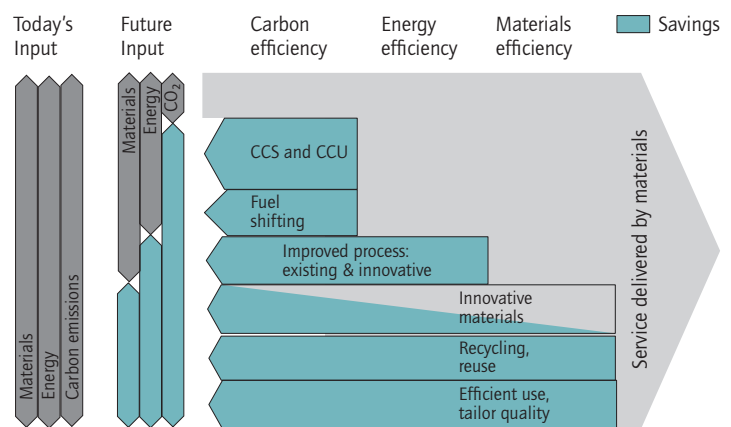 Today's
Input
Future
Input
Carbon
efficiency
Energy
efficiency
Materials
efficiency
Savings
Materials
Energy
Carbon emissions
Materials
Energy
CO₂
CCS and CCU
Fuel
shifting
Improved process:
existing & innovative
Innovative
materials
Recycling,
reuse
Efficient use,
tailor quality
Service delivered by materials